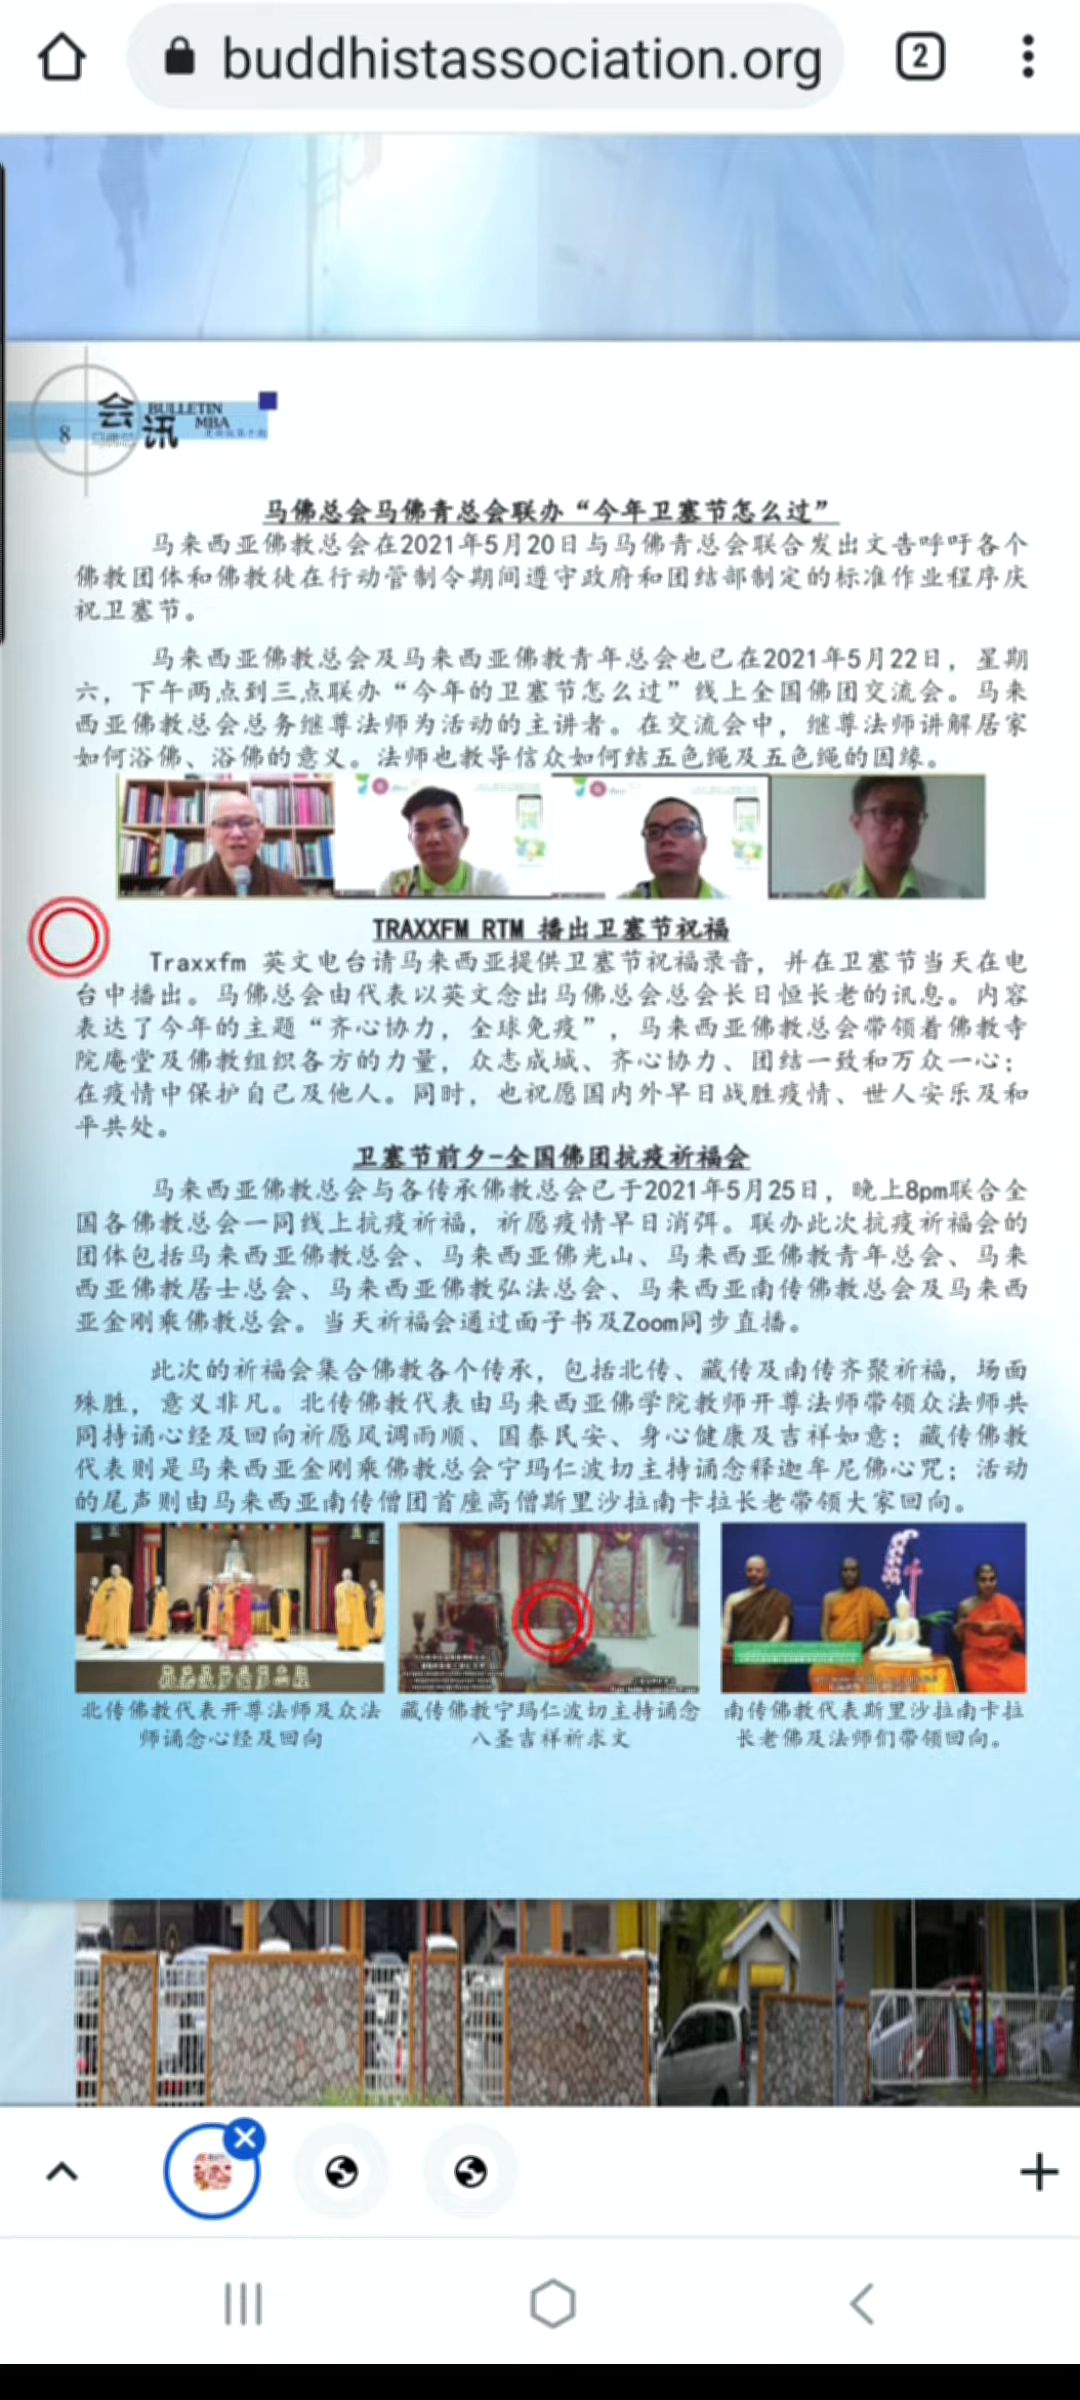 buddhistassociation.org
2
会讯
BULLETIN
MBA
8
马佛总会马佛青总会联办“今年卫塞节怎么过”
马来西亚佛教总会在2021年5月20日与马佛青总会联合发出文告呼吁各个
佛教团体和佛教徒在行动管制令期间遵守政府和团结部制定的标准作业程序庆
祝卫塞节。
马来西亚佛教总会及马来西亚佛教青年总会也已在2021年5月22日，星期
六，下午两点到三点联办“今年的卫塞节怎么过”线上全国佛团交流会。马来
西亚佛教总会总务继尊法师为活动的主讲者。在交流会中，继尊法师讲解居家
如何浴佛、浴佛的意义。法师也教导信众如何结五色绳及五色绳的因缘。
TRAXXFM RTM 播出卫塞节祝福
Traxxfm 英文电台请马来西亚提供卫塞节祝福录音，并在卫塞节当天在电
台中播出。马佛总会由代表以英文念出马佛总会总会长日恒长老的讯息。内容
表达了今年的主题“齐心协力，全球免疫”，马来西亚佛教总会带领着佛教寺
院庵堂及佛教组织各方的力量，众志成城、齐心协力、团结一致和万众一心；
在疫情中保护自己及他人。同时，也祝愿国内外早日战胜疫情、世人安乐及和
平共处。
卫塞节前夕-全国佛团抗疫祈福会
马来西亚佛教总会与各传承佛教总会已于2021年5月25日，晚上8pm联合全
国各佛教总会一同线上抗疫祈福，祈愿疫情早日消弭。联办此次抗疫祈福会的
团体包括马来西亚佛教总会、马来西亚佛光山、马来西亚佛教青年总会、马来
西亚佛教居士总会、马来西亚佛教弘法总会、马来西亚南传佛教总会及马来西
亚金刚乘佛教总会。当天祈福会通过面子书及Zoom同步直播。
此次的祈福会集合佛教各个传承，包括北传、藏传及南传齐聚祈福，场面
殊胜，意义非凡。北传佛教代表由马来西亚佛学院教师开尊法师带领众法师共
同持诵心经及回向祈愿风调雨顺、国泰民安、身心健康及吉祥如意；藏传佛教
代表则是马来西亚金刚乘佛教总会宁玛仁波切主持诵念释迦牟尼佛心咒；活动
的尾声则由马来西亚南传僧团首座高僧斯里沙拉南卡拉长老带领大家回向。
北传佛教代表开尊法师及众法
师诵念心经及回向
藏传佛教宁玛仁波切主持诵念
八圣吉祥祈求文
南传佛教代表斯里沙拉南卡拉
长老佛及法师们带领回向。